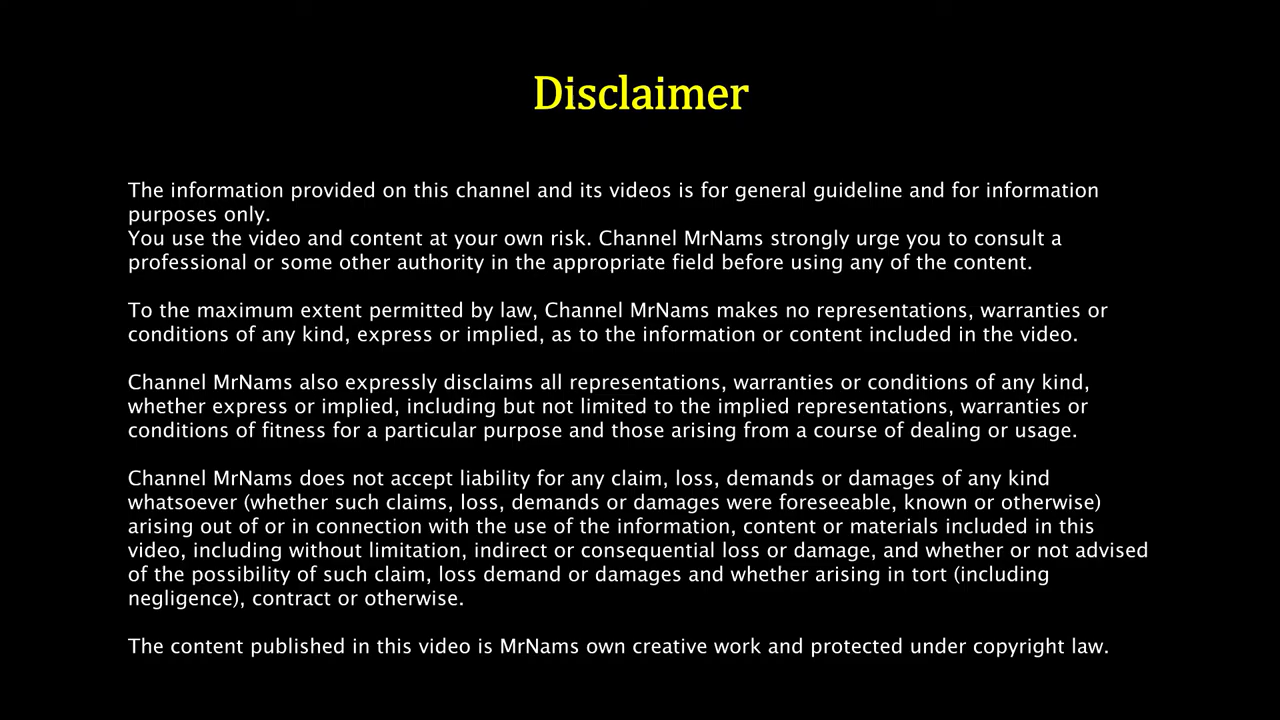 Disclaimer
The information provided on this channel and its videos is for general guideline and for information
purposes only.
You use the video and content at your own risk. Channel MrNams strongly urge you to consult a
professional or some other authority in the appropriate field before using any of the content.
To the maximum extent permitted by law, Channel MrNams makes no representations, warranties or
conditions of any kind, express or implied, as to the information or content included in the video.
Channel MrNams also expressly disclaims all representations, warranties or conditions of any kind,
whether express or implied, including but not limited to the implied representations, warranties or
conditions of fitness for a particular purpose and those arising from a course of dealing or usage.
Channel MrNams does not accept liability for any claim, loss, demands or damages of any kind
whatsoever (whether such claims, loss, demands or damages were foreseeable, known or otherwise)
arising out of or in connection with the use of the information, content or materials included in this
video, including without limitation, indirect or consequential loss or damage, and whether or not advised
of the possibility of such claim, loss demand or damages and whether arising in tort (including
negligence), contract or otherwise.
The content published in this video is MrNams own creative work and protected under copyright law.